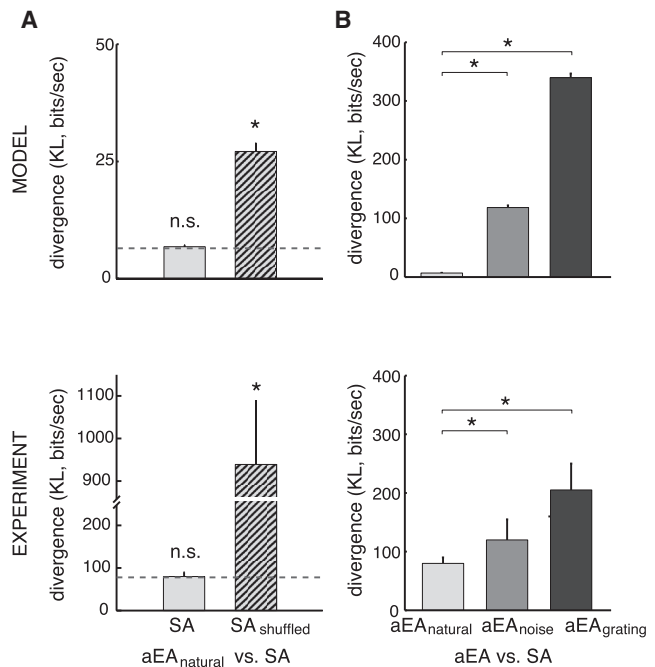 A
B
MODEL
divergence (KL, bits/sec)
50
25
0
n.s.
*
divergence (KL, bits/sec)
400
300
200
100
0
*
*
EXPERIMENT
divergence (KL, bits/sec)
1100
1000
900
200
100
0
n.s.
*
SA SA shuffled
aEAnatural vs. SA
divergence (KL, bits/sec)
400
300
200
100
0
*
*
aEAnatural aEAnoise aEAgrating
aEA vs. SA